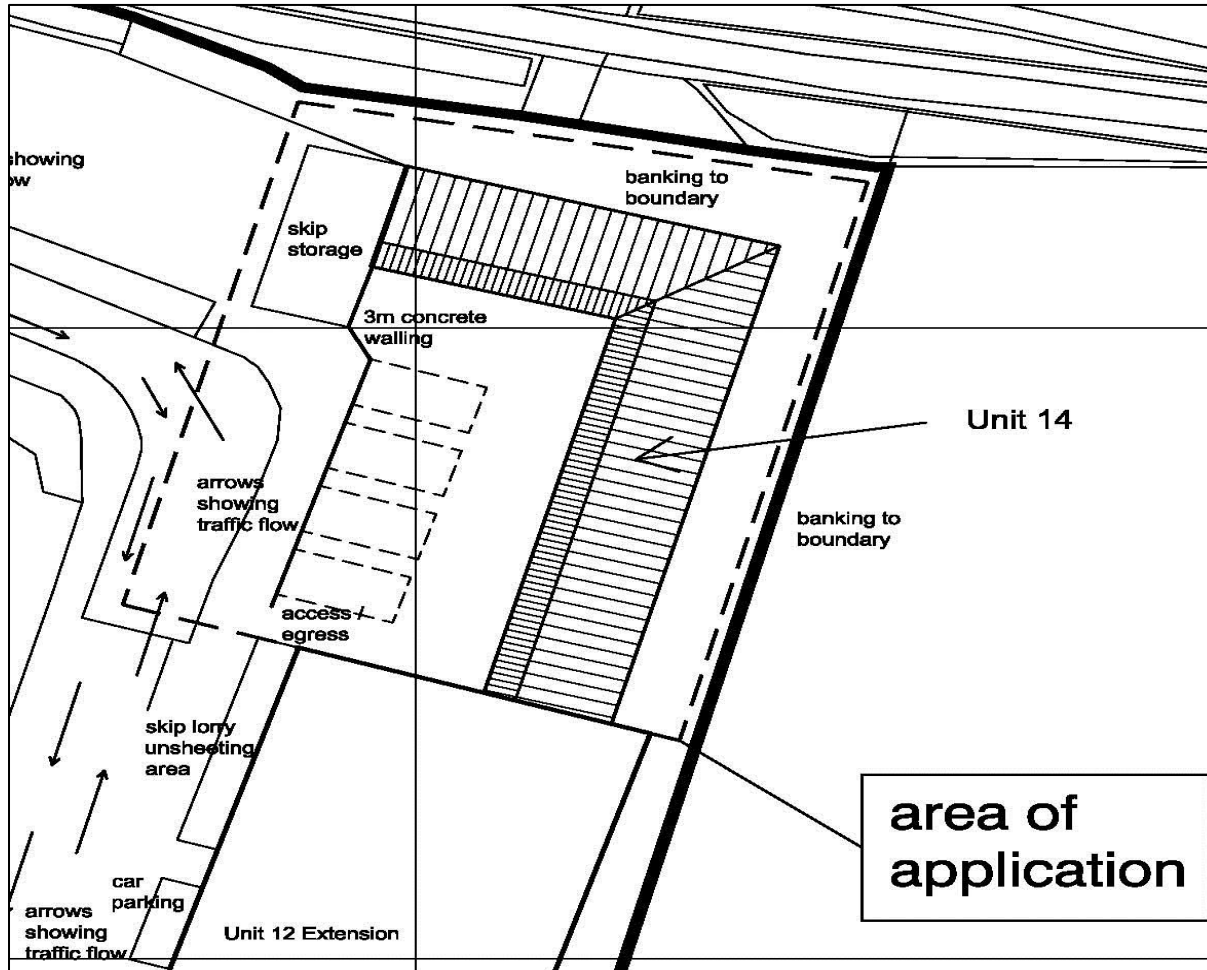 showing
ow
banking to
boundary
skip
storage
3m concrete
walling
Unit 14
arrows
showing
traffic flow
banking to
boundary
access /
egress
skip lorry
unsheeting
area
area of
application
car
parking
arrows
showing
traffic flow
Unit 12 Extension